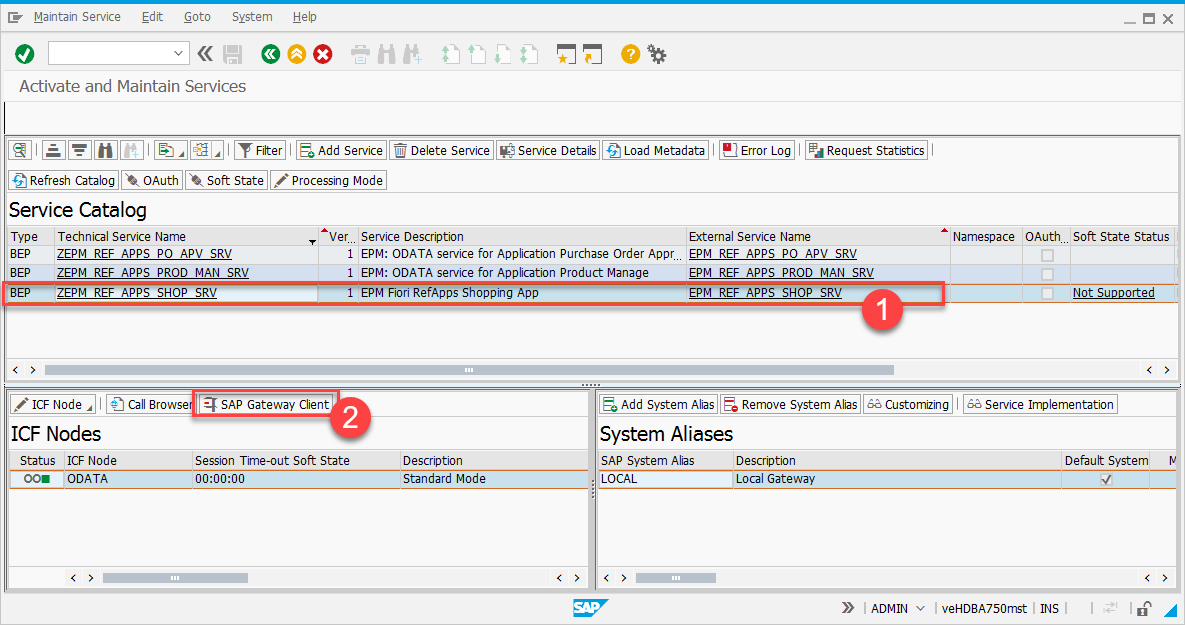 Maintain Service Edit Goto System Help
Activate and Maintain Services
Filter Add Service Delete Service Service Details Load Metadata Error Log Request Statistics
Refresh Catalog OAuth Soft State Processing Mode
Service Catalog
Type Technical Service Name Ver... Service Description External Service Name Namespace OAuth... Soft State Status
BEP ZEPM_REF_APPS_PO_APV_SRV 1 EPM: ODATA service for Application Purchase Order Appr... EPM_REF_APPS_PO_APV_SRV
BEP ZEPM_REF_APPS_PROD_MAN_SRV 1 EPM: ODATA service for Application Product Manage EPM_REF_APPS_PROD_MAN_SRV
BEP ZEPM_REF_APPS_SHOP_SRV 1 EPM Fiori RefApps Shopping App EPM_REF_APPS_SHOP_SRV Not Supported
1
ICF Node Call Browser SAP Gateway Client Add System Alias Remove System Alias Customizing Service Implementation
2
ICF Nodes System Aliases
Status ICF Node Session Time-out Soft State Description SAP System Alias Description Default System M
ODATA 00:00:00 Standard Mode LOCAL Local Gateway
SAP ADMIN veHDBA750mst INS